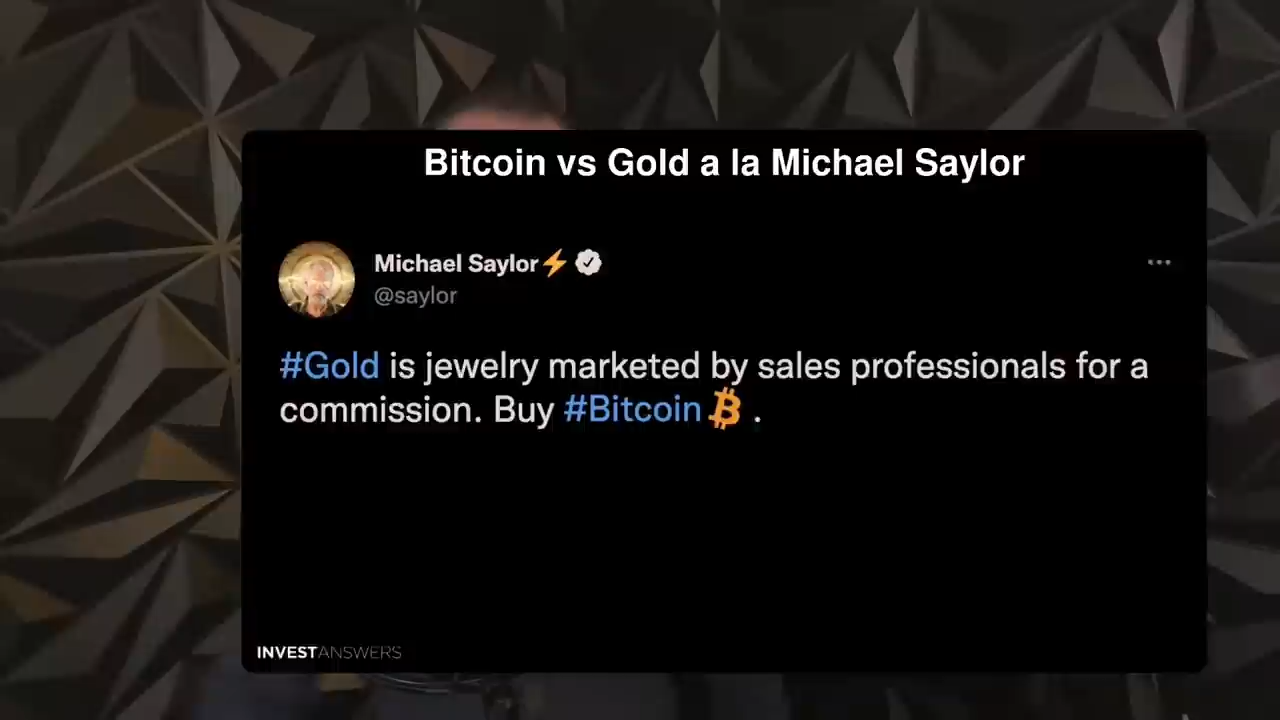 Bitcoin vs Gold a la Michael Saylor
Michael Saylor⚡
@saylor
#Gold is jewelry marketed by sales professionals for a
commission. Buy #Bitcoin₿ .
INVESTANSWERS